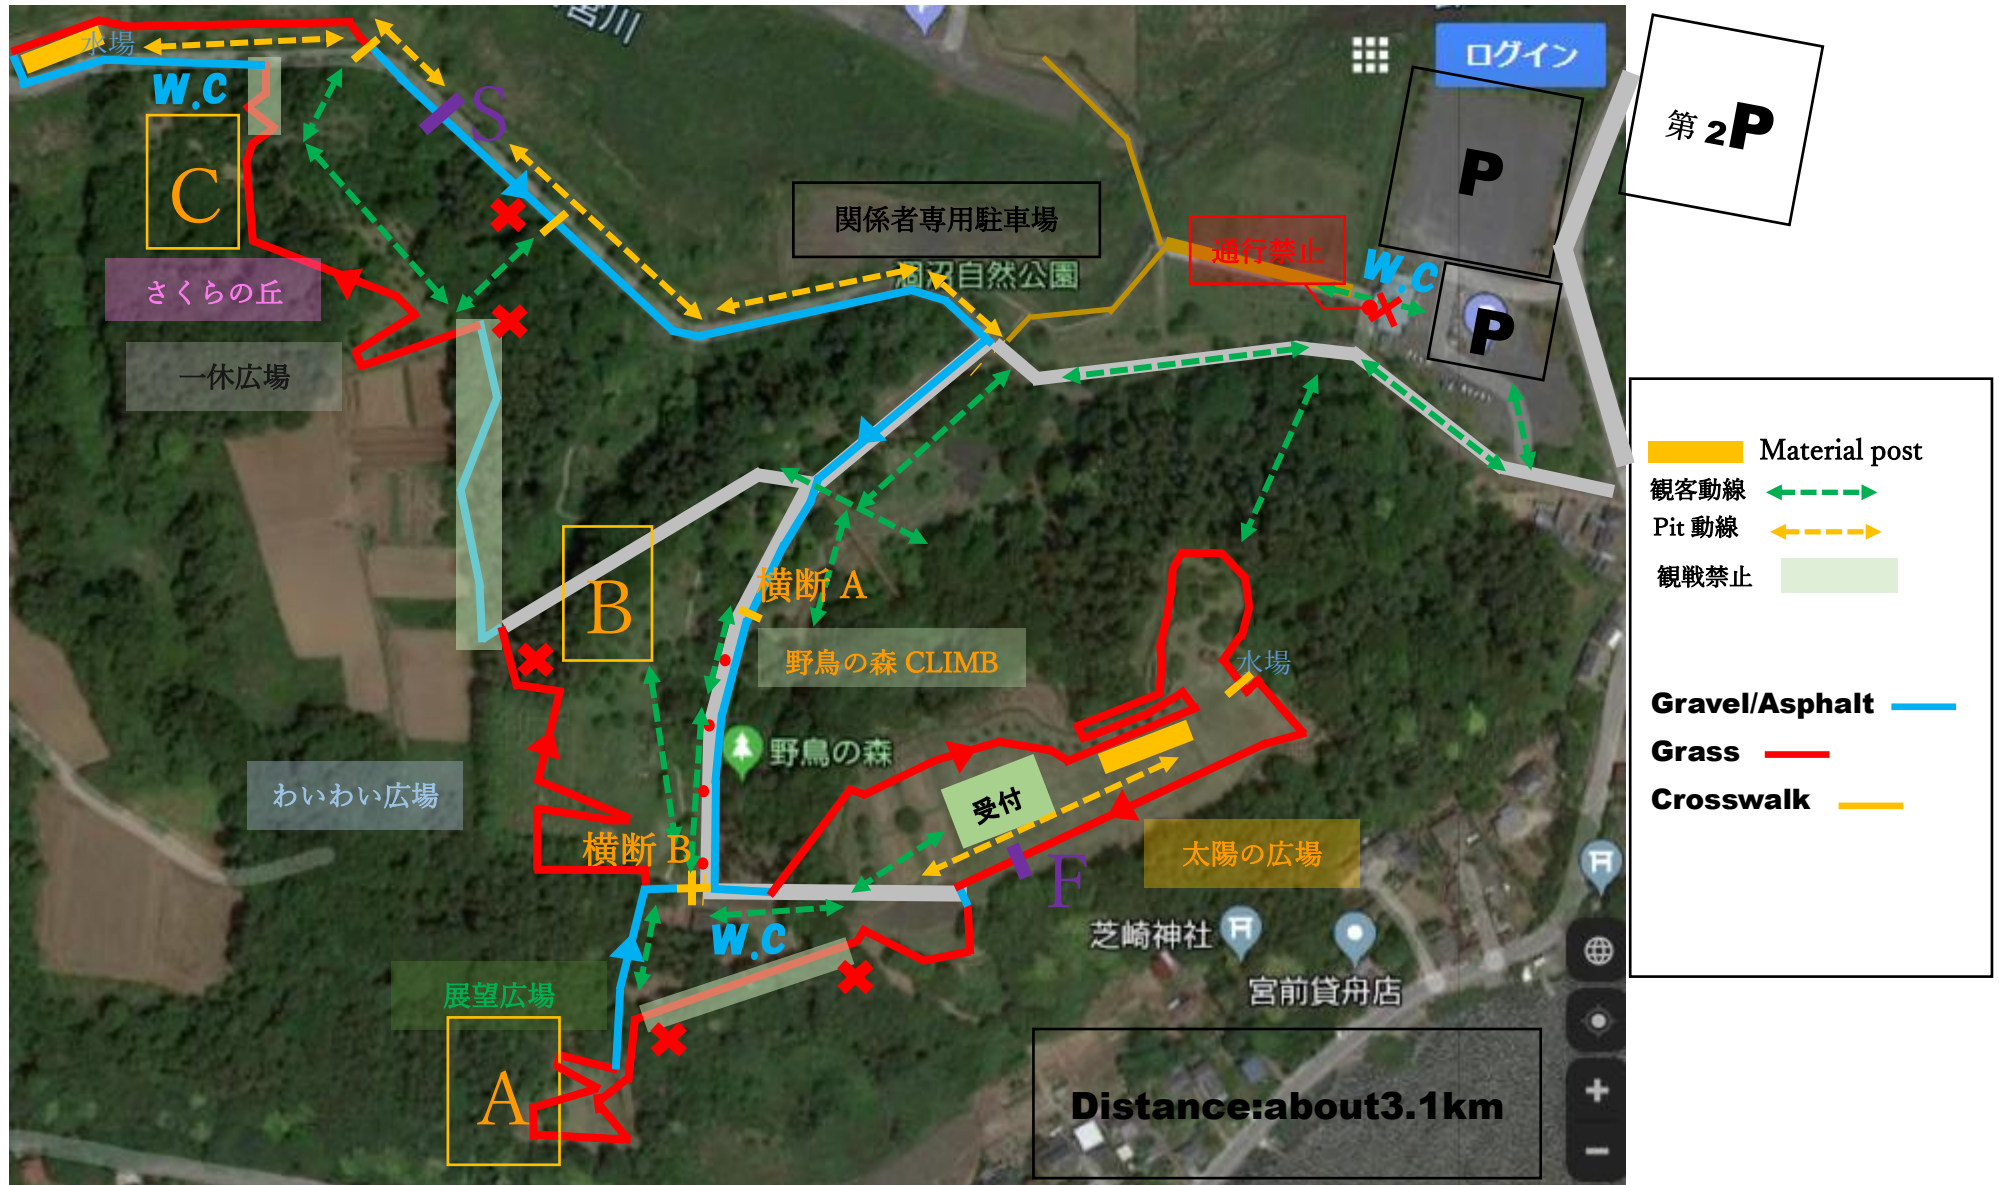 水場
W.C
S
ログイン
P
第2P
C
関係者専用駐車場
涸沼自然公園
通行禁止
W.C
P
さくらの丘
一休広場
Material post
観客動線
Pit 動線
観戦禁止
B
横断 A
野鳥の森 CLIMB
水場
Gravel/Asphalt
Grass
Crosswalk
野鳥の森
わいわい広場
受付
横断 B
太陽の広場
F
W.C
芝崎神社
宮前貸舟店
展望広場
A
Distance:about3.1km